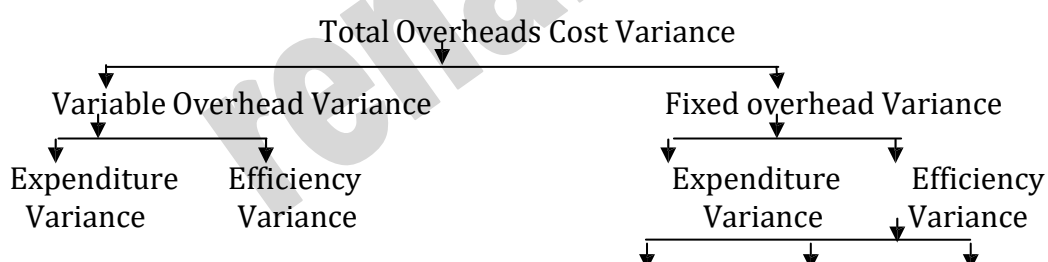 Total Overheads Cost Variance
Variable Overhead Variance Fixed overhead Variance
Expenditure Efficiency Expenditure Efficiency
Variance Variance Variance Variance